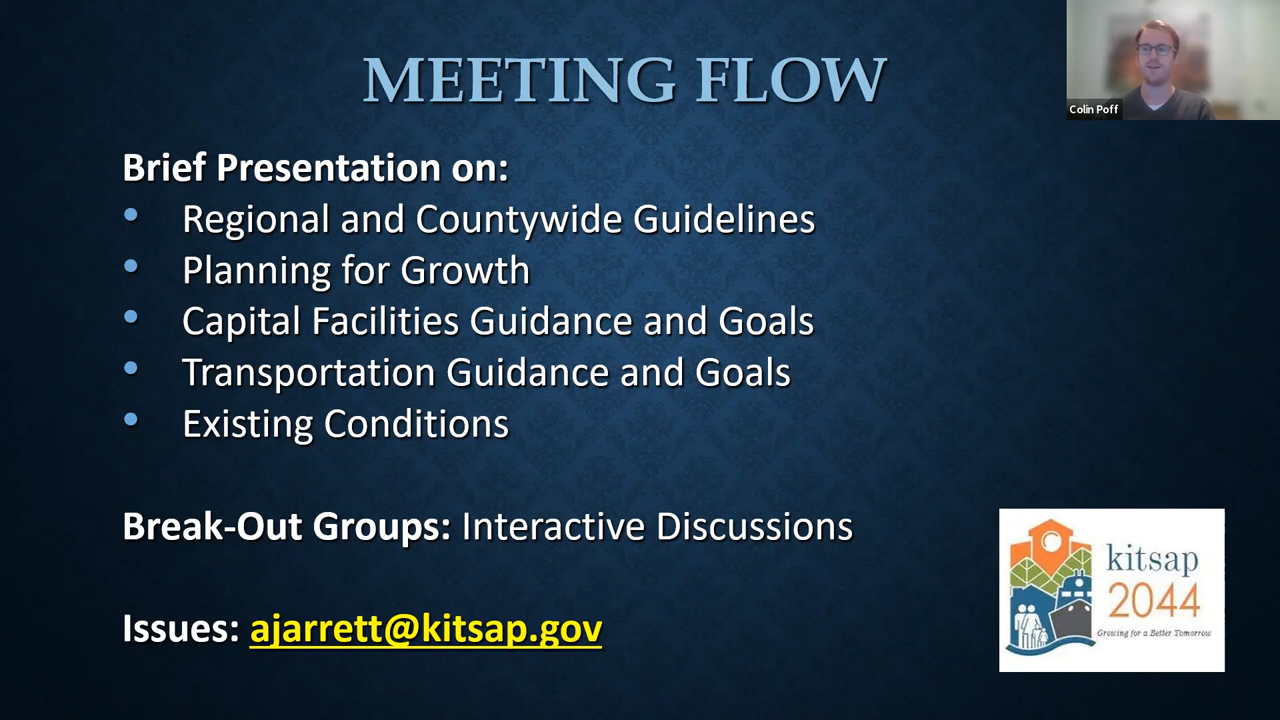 MEETING FLOW
Colin Poff
Brief Presentation on:
• Regional and Countywide Guidelines
• Planning for Growth
• Capital Facilities Guidance and Goals
• Transportation Guidance and Goals
• Existing Conditions
Break-Out Groups: Interactive Discussions
Issues: ajarrett@kitsap.gov
kitsap
2044
Growing for a Better Tomorrow